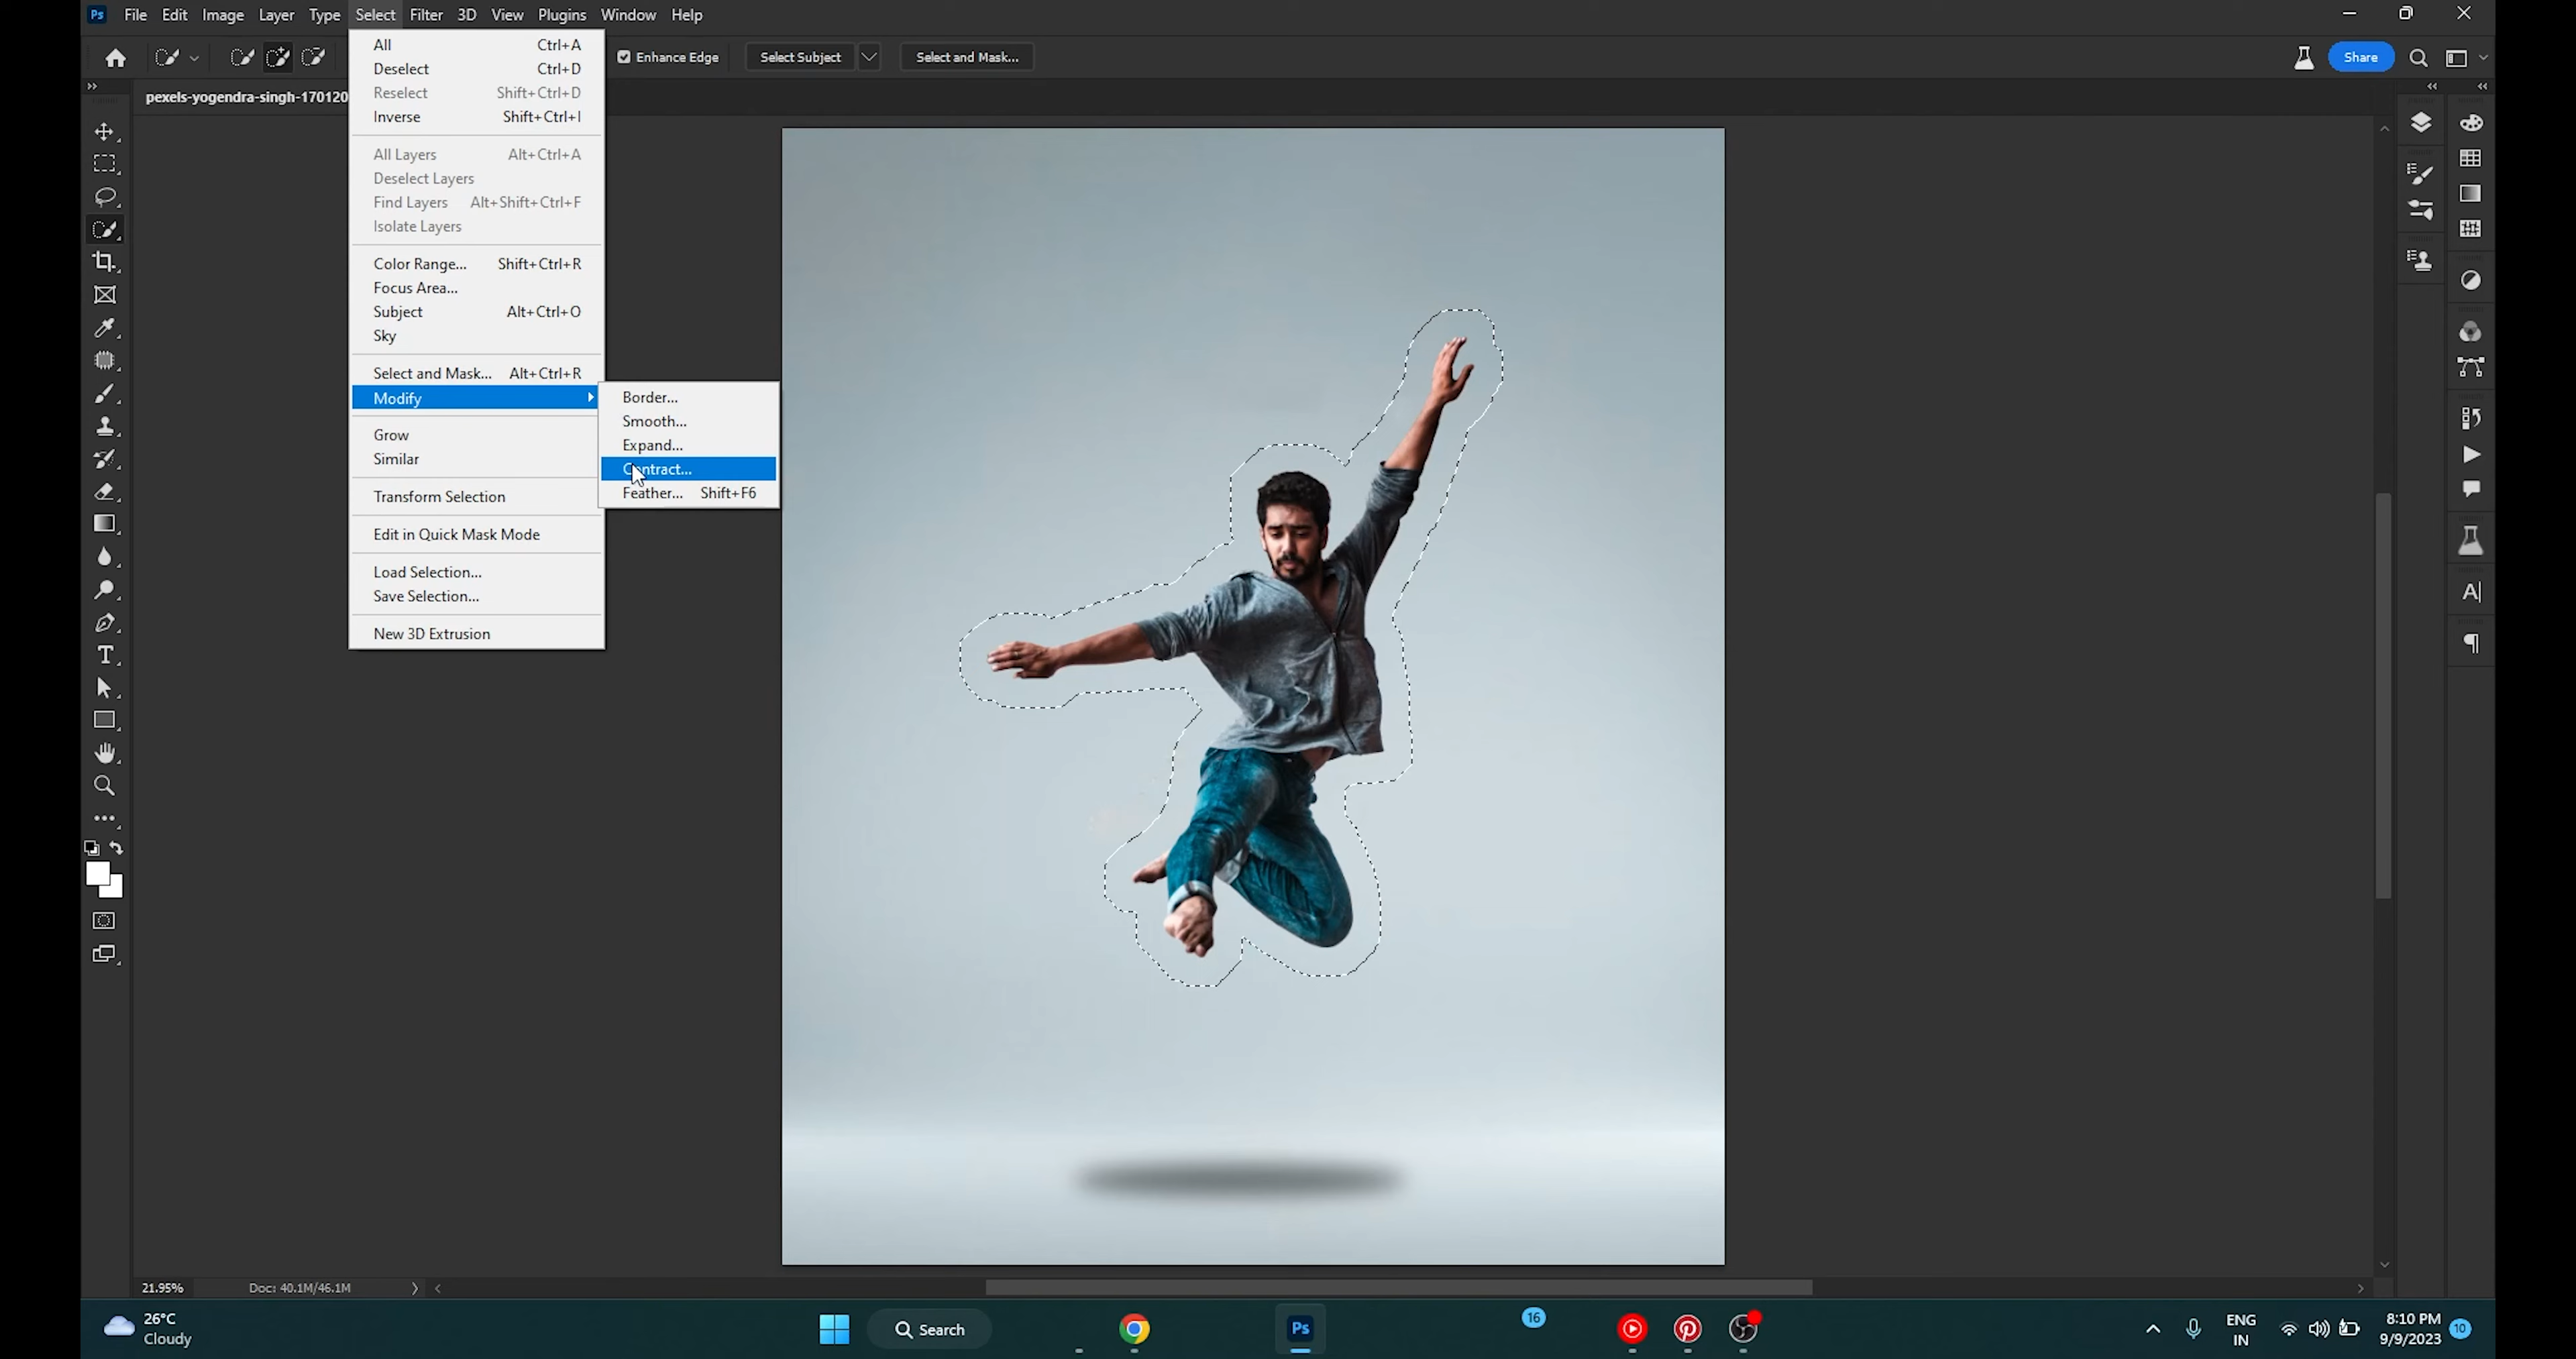 Ps File Edit Image Layer Type Select Filter 3D View Plugins Window Help
Enhance Edge Select Subject Select and Mask... Share
pexels-yogendra-singh-170120
All Ctrl+A
Deselect Ctrl+D
Reselect Shift+Ctrl+D
Inverse Shift+Ctrl+I
All Layers Alt+Ctrl+A
Deselect Layers
Find Layers Alt+Shift+Ctrl+F
Isolate Layers
Color Range... Shift+Ctrl+R
Focus Area...
Subject Alt+Ctrl+O
Sky
Select and Mask... Alt+Ctrl+R
Modify
Grow
Similar
Transform Selection
Edit in Quick Mask Mode
Load Selection...
Save Selection...
New 3D Extrusion
Border...
Smooth...
Expand...
Contract...
Feather... Shift+F6
21.95% Doc: 40.1M/46.1M
26°C
Cloudy
Search
Ps
16
ENG
IN
8:10 PM
9/9/2023
10